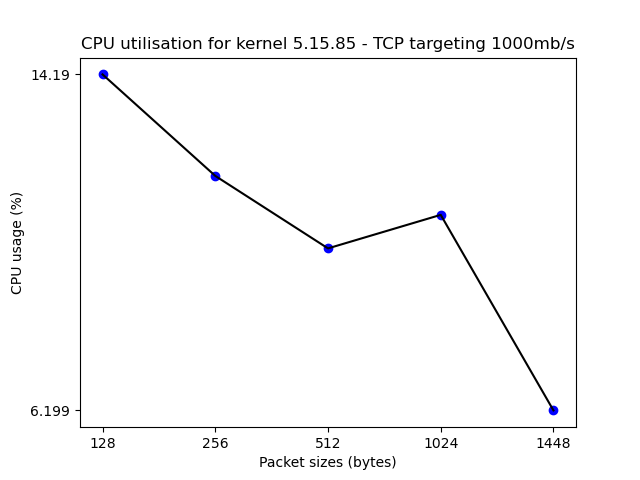 CPU utilisation for kernel 5.15.85 - TCP targeting 1000mb/s
14.19
CPU usage (%)
6.199
128 256 512 1024 1448
Packet sizes (bytes)